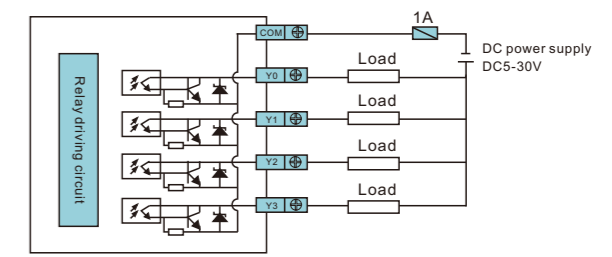 1A
COM
DC power supply
DC5-30V
Load
Y0
Load
Y1
Relay driving circuit
Load
Y2
Load
Y3